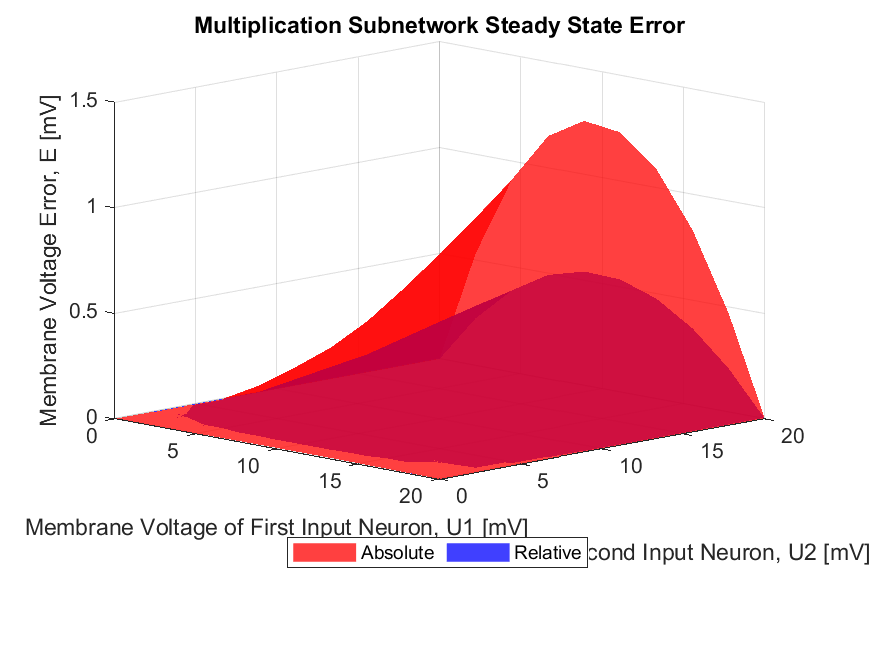 Multiplication Subnetwork Steady State Error
Membrane Voltage Error, E [mV]
1.5
1
0.5
0
0
5
10
15
20
0
5
10
15
20
Membrane Voltage of First Input Neuron, U1 [mV]
Input Neuron, U2 [mV]
Absolute
Relative